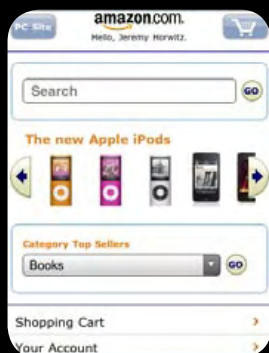 PC Site
amazon.com.
Hello, Jeremy Horwitz.
Search
GO
The new Apple iPods
Category Top Sellers
Books
GO
Shopping Cart
Your Account